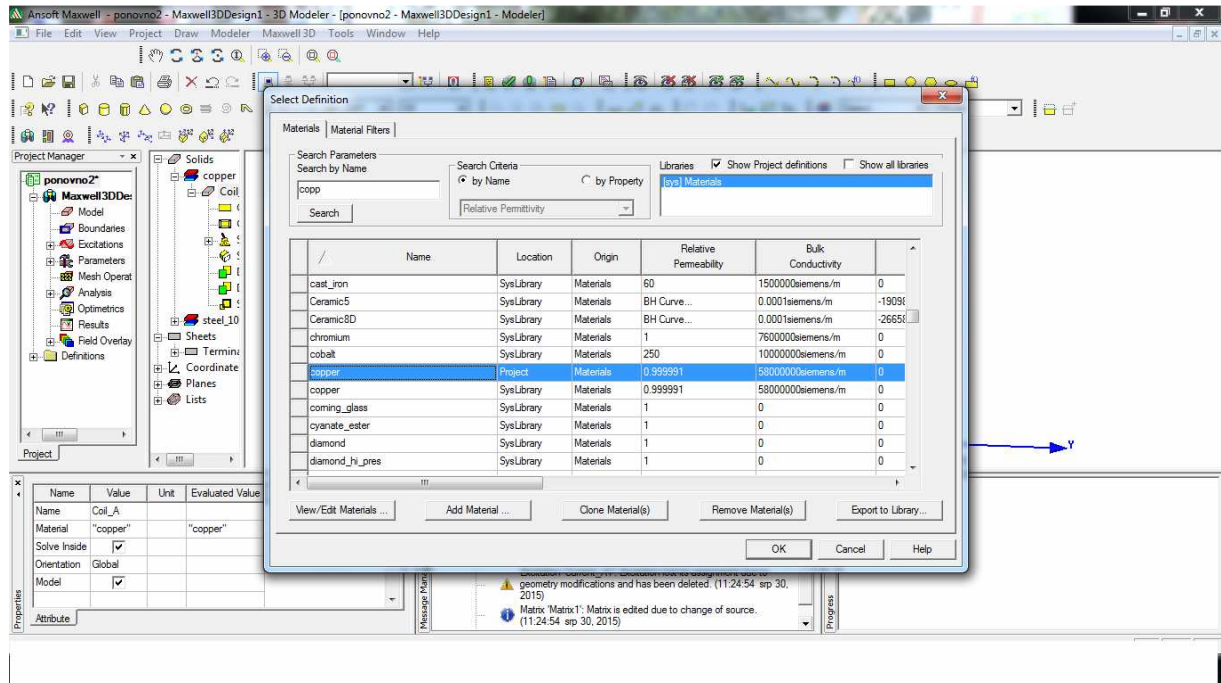 Ansoft Maxwell - ponovno2 - Maxwell3DDesign1 - 3D Modeler - [ponovno2 - Maxwell3DDesign1 - Modeler]
File Edit View Project Draw Modeler Maxwell 3D Tools Window Help
Project Manager
ponovno2*
Maxwell3DDe:
Model
Boundaries
Excitations
Parameters
Mesh Operat
Analysis
Optimetrics
Results
Field Overlay
Definitions
Project
Solids
copper
Coil
steel_10
Sheets
Termina
Coordinate
Planes
Lists
Select Definition
Materials Material Filters
Search Parameters
Search by Name
copp
Search
Search Criteria
by Name by Property
Relative Permittivity
Libraries Show Project definitions Show all libraries
[sys] Materials
/ Name Location Origin Relative Permeability Bulk Conductivity
cast_iron SysLibrary Materials 60 1500000siemens/m 0
Ceramic5 SysLibrary Materials BH Curve... 0.0001siemens/m -19098
Ceramic8D SysLibrary Materials BH Curve... 0.0001siemens/m -26658
chromium SysLibrary Materials 1 7600000siemens/m 0
cobalt SysLibrary Materials 250 10000000siemens/m 0
copper Project Materials 0.999991 58000000siemens/m 0
copper SysLibrary Materials 0.999991 58000000siemens/m 0
corning_glass SysLibrary Materials 1 0 0
cyanate_ester SysLibrary Materials 1 0 0
diamond SysLibrary Materials 1 0 0
diamond_hi_pres SysLibrary Materials 1 0 0
View/Edit Materials ... Add Material ... Clone Material(s) Remove Material(s) Export to Library...
OK Cancel Help
Y
Properties
Name Value Unit Evaluated Value
Name Coil_A
Material "copper" "copper"
Solve Inside
Orientation Global
Model
Attribute
Message Mana
geometry modifications and has been deleted. (11:24:54 srp 30,
2015)
Matrix 'Matrix1': Matrix is edited due to change of source.
(11:24:54 srp 30, 2015)
Progress